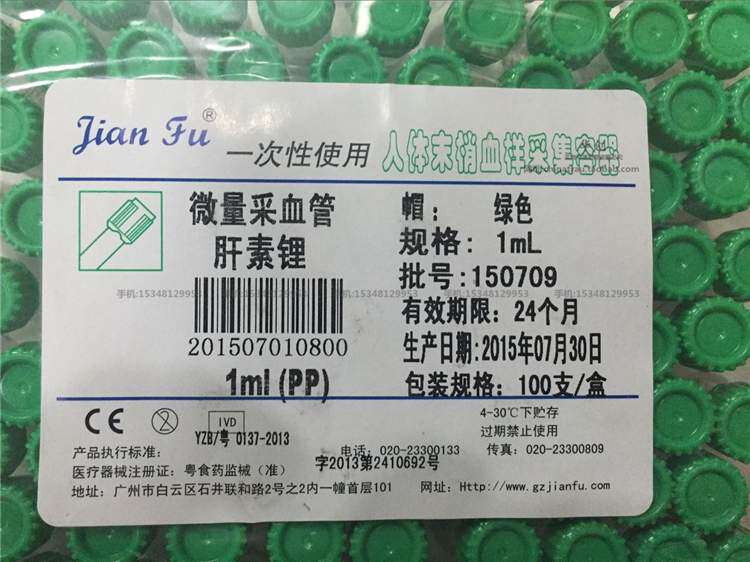 Jian Fu® 一次性使用 人体末梢血样采集容器
微量采血管
肝素锂
201507010800
1ml (PP)
帽： 绿色
规格：1mL
批号:150709
有效期限：24个月
生产日期:2015年07月30日
包装规格：100支/盒
手机:15348129953 手机:15348129953 手机:15348129953 手机:15348129953 手机:15348129953
CE
IVD
4-30℃下贮存
过期禁止使用
产品执行标准： YZB/粤 0137-2013
电话：020-23300133 传真：020-23300809
医疗器械注册证：粤食药监械（准） 字2013第2410692号
地址：广州市白云区石井联和路2号之2内一幢首层101 网址：Http://www.gzjianfu.com